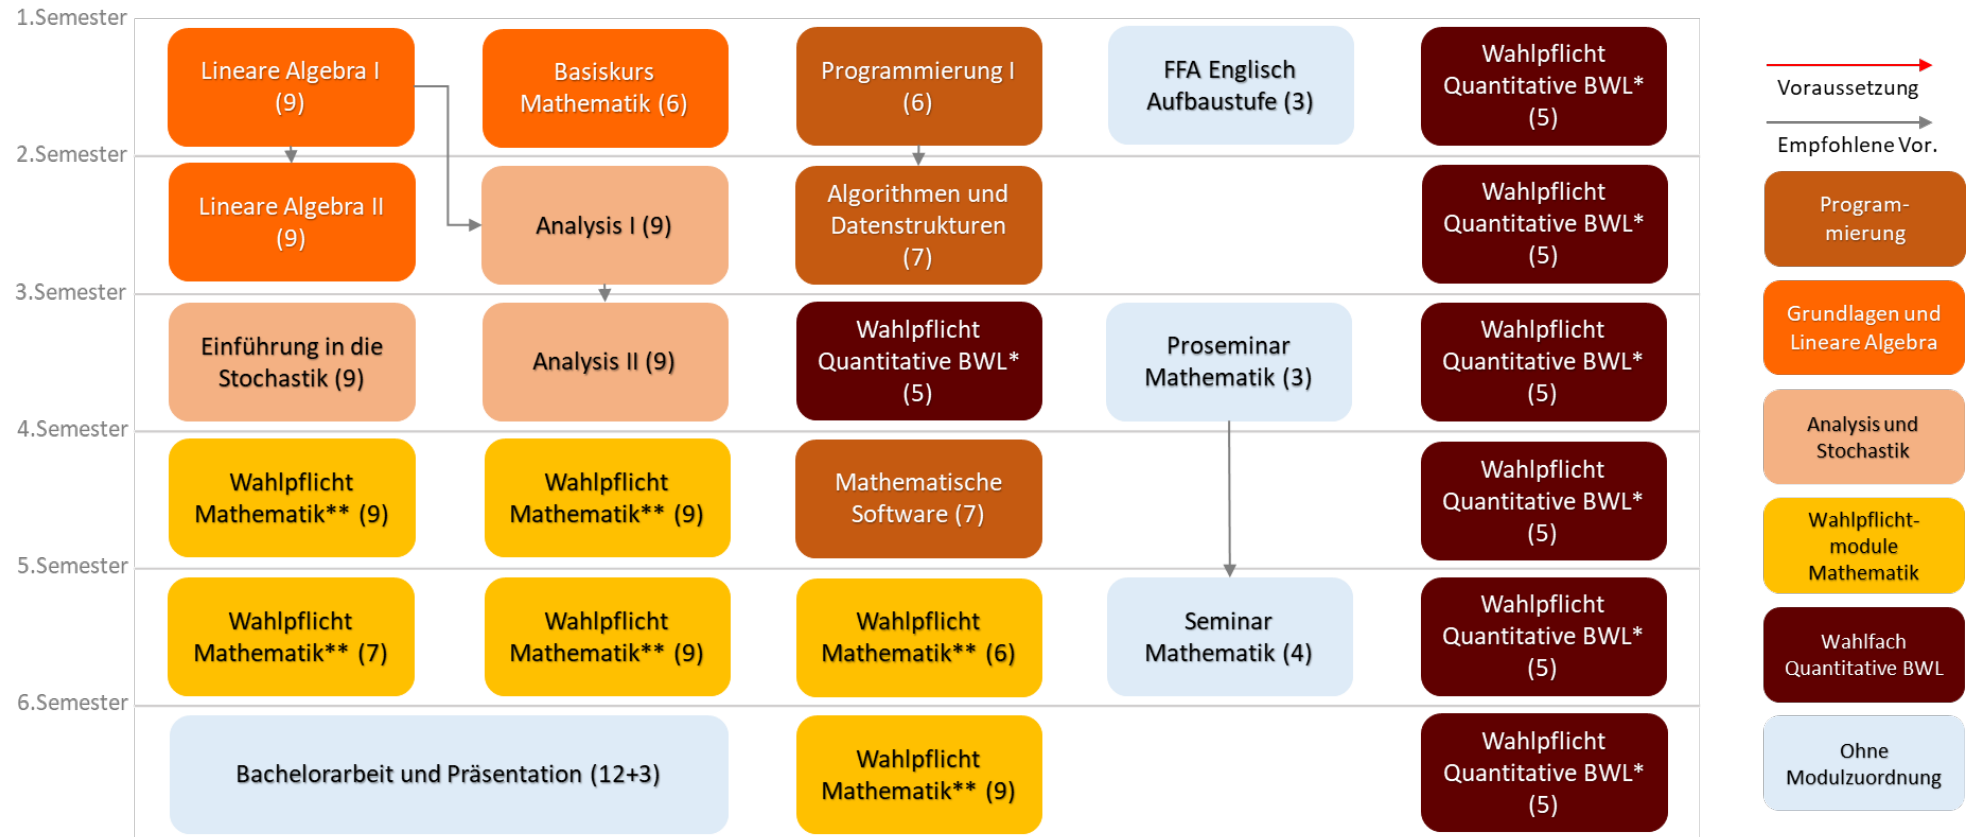 1.Semester
Lineare Algebra I
(9)
Basiskurs
Mathematik (6)
Programmierung I
(6)
FFA Englisch
Aufbaustufe (3)
Wahlpflicht
Quantitative BWL*
(5)
2.Semester
Lineare Algebra II
(9)
Analysis I (9)
Algorithmen und
Datenstrukturen
(7)
Wahlpflicht
Quantitative BWL*
(5)
3.Semester
Einführung in die
Stochastik (9)
Analysis II (9)
Wahlpflicht
Quantitative BWL*
(5)
Proseminar
Mathematik (3)
Wahlpflicht
Quantitative BWL*
(5)
4.Semester
Wahlpflicht
Mathematik** (9)
Wahlpflicht
Mathematik** (9)
Mathematische
Software (7)
Wahlpflicht
Quantitative BWL*
(5)
5.Semester
Wahlpflicht
Mathematik** (7)
Wahlpflicht
Mathematik** (9)
Wahlpflicht
Mathematik** (6)
Seminar
Mathematik (4)
Wahlpflicht
Quantitative BWL*
(5)
6.Semester
Bachelorarbeit und Präsentation (12+3)
Wahlpflicht
Mathematik** (9)
Wahlpflicht
Quantitative BWL*
(5)
Voraussetzung
Empfohlene Vor.
Program-
mierung
Grundlagen und
Lineare Algebra
Analysis und
Stochastik
Wahlpflicht-
module
Mathematik
Wahlfach
Quantitative BWL
Ohne
Modulzuordnung